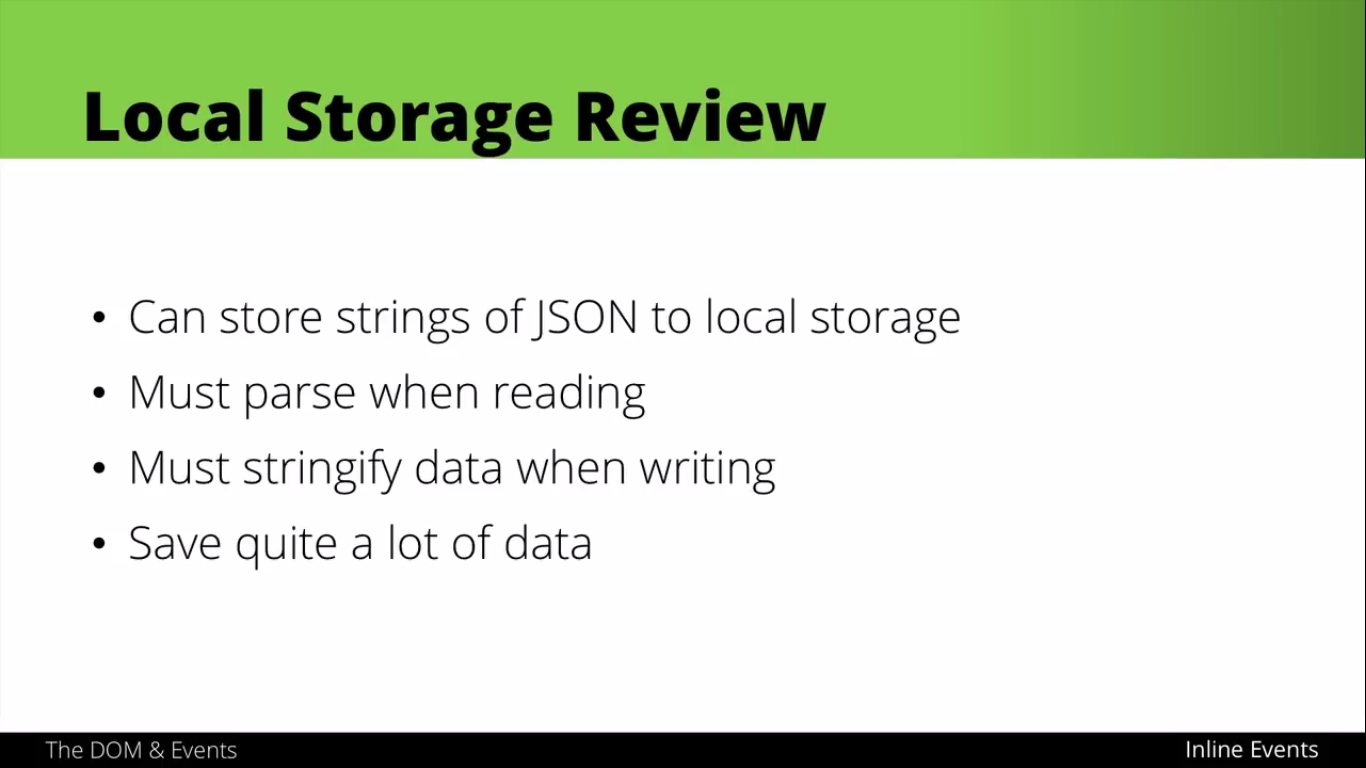 Local Storage Review
• Can store strings of JSON to local storage
• Must parse when reading
• Must stringify data when writing
• Save quite a lot of data
The DOM & Events
Inline Events